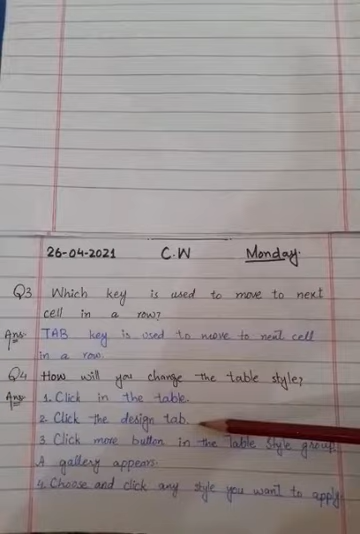 26-04-2021 C.W Monday.
Q3 Which key is used to move to next
cell in a row?
Ans- TAB key is used to move to next cell
in a row.
Q4 How will you change the table style?
Ans- 1. Click in the table.
2. Click the design tab.
3 Click more button in the Table Style group.
A gallery appears.
4. Choose and click any style you want to apply.